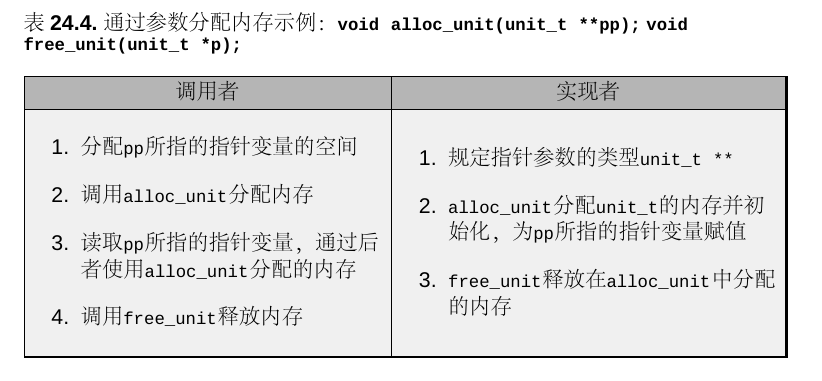 表 24.4. 通过参数分配内存示例：void alloc_unit(unit_t **pp); void
free_unit(unit_t *p);
调用者
实现者
1. 分配pp所指的指针变量的空间
2. 调用alloc_unit分配内存
3. 读取pp所指的指针变量，通过后
者使用alloc_unit分配的内存
4. 调用free_unit释放内存
1. 规定指针参数的类型unit_t **
2. alloc_unit分配unit_t的内存并初
始化，为pp所指的指针变量赋值
3. free_unit释放在alloc_unit中分配
的内存